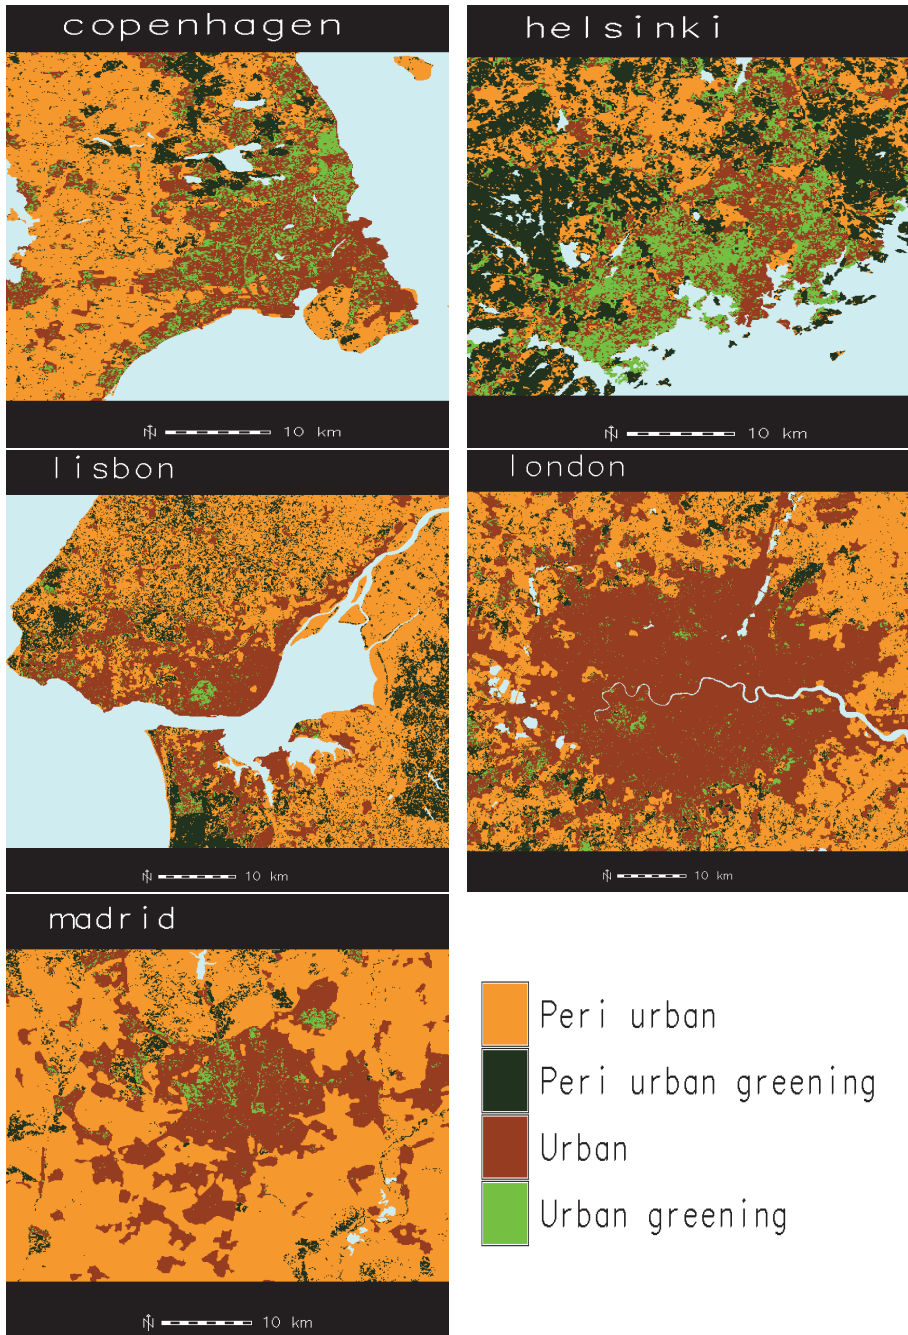 copenhagen
helsinki
N 10 km
N 10 km
lisbon
london
N 10 km
N 10 km
madrid
Peri urban
Peri urban greening
Urban
Urban greening
N 10 km